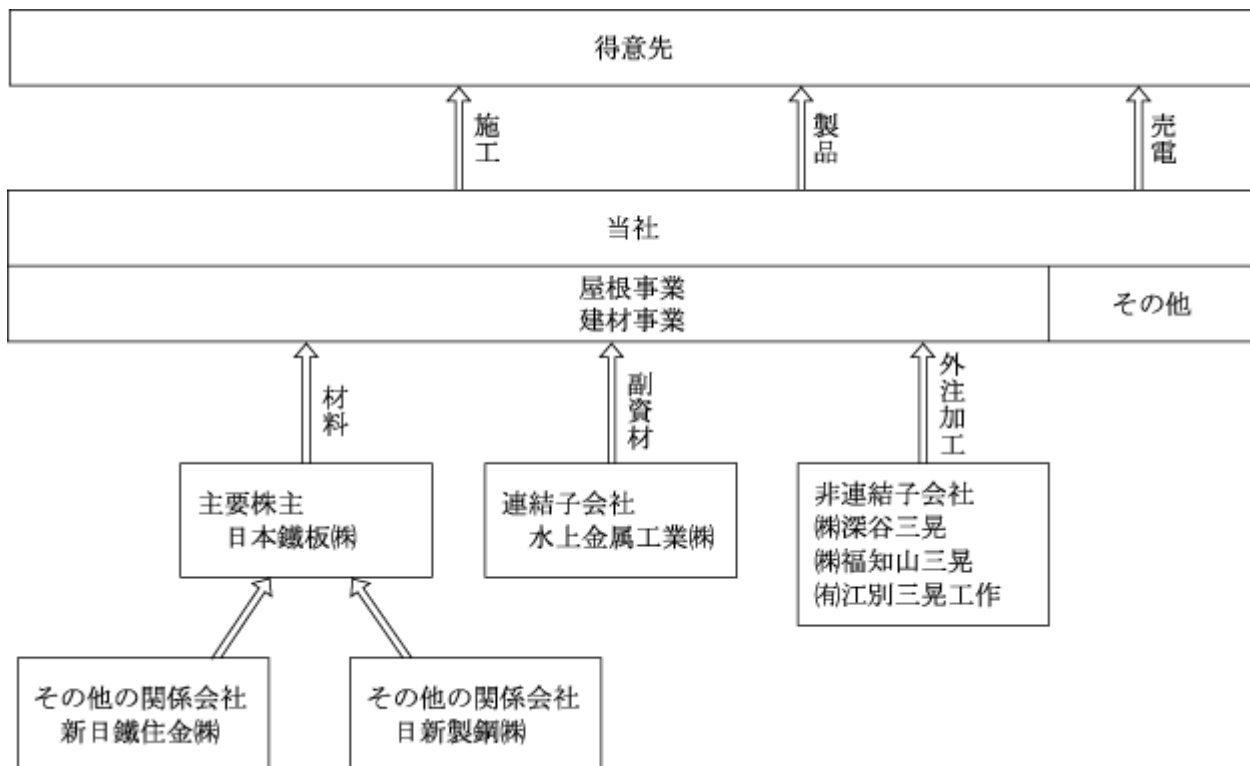 得意先
施工
製品
売電
当社
屋根事業
建材事業
その他
材料
副資材
外注加工
主要株主
日本鐵板㈱
連結子会社
水上金属工業㈱
非連結子会社
㈱深谷三晃
㈱福知山三晃
㈲江別三晃工作
その他の関係会社
新日鐵住金㈱
その他の関係会社
日新製鋼㈱